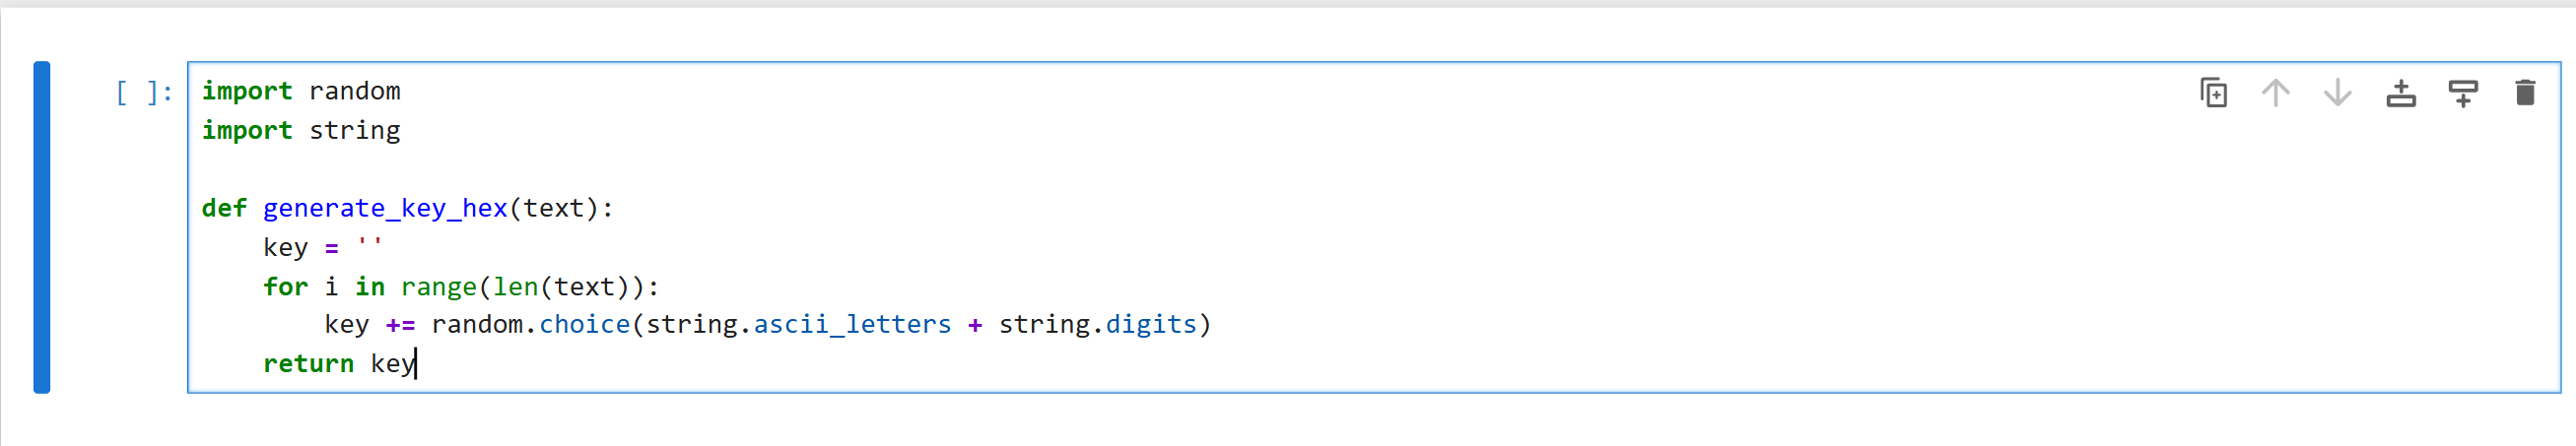 [ ]:
import random
import string

def generate_key_hex(text):
    key = ''
    for i in range(len(text)):
        key += random.choice(string.ascii_letters + string.digits)
    return key